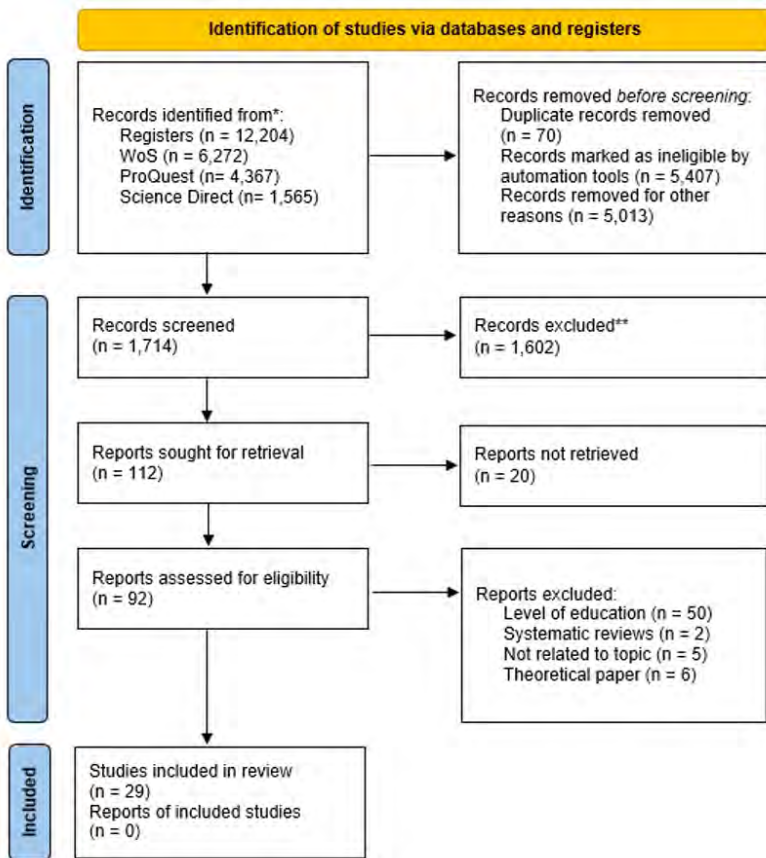 Identification of studies via databases and registers
Identification
Records identified from*:
Registers (n = 12,204)
WoS (n = 6,272)
ProQuest (n= 4,367)
Science Direct (n= 1,565)
Records removed before screening:
Duplicate records removed
(n = 70)
Records marked as ineligible by
automation tools (n = 5,407)
Records removed for other
reasons (n = 5,013)
Screening
Records screened
(n = 1,714)
Records excluded**
(n = 1,602)
Reports sought for retrieval
(n = 112)
Reports not retrieved
(n = 20)
Reports assessed for eligibility
(n = 92)
Reports excluded:
Level of education (n = 50)
Systematic reviews (n = 2)
Not related to topic (n = 5)
Theoretical paper (n = 6)
Included
Studies included in review
(n = 29)
Reports of included studies
(n = 0)